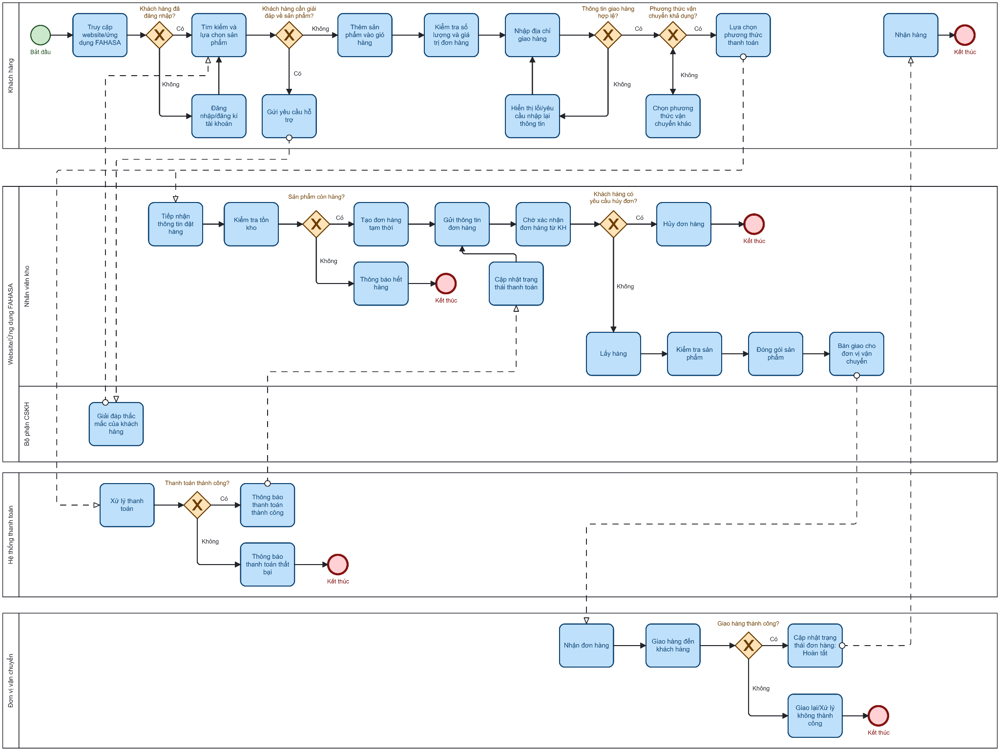 Khách hàng
Bắt đầu
Truy cập
website/ứng
dụng FAHASA
Khách hàng đã
đăng nhập?
Có
Không
Tìm kiếm và
lựa chọn sản
phẩm
Đăng
nhập/đăng kí
tài khoản
Khách hàng cần giải
đáp về sản phẩm?
Không
Có
Gửi yêu cầu hỗ
trợ
Thêm sản
phẩm vào giỏ
hàng
Kiểm tra số
lượng và giá
trị đơn hàng
Nhập địa chỉ
giao hàng
Hiển thị lỗi/yêu
cầu nhập lại
thông tin
Thông tin giao hàng
hợp lệ?
Có
Không
Phương thức vận
chuyển khả dụng?
Có
Không
Chọn phương
thức vận
chuyển khác
Lựa chọn
phương thức
thanh toán
Nhận hàng
Kết thúc
Website/Ứng dụng FAHASA
Nhân viên kho
Tiếp nhận
thông tin đặt
hàng
Kiểm tra tồn
kho
Sản phẩm còn hàng?
Có
Không
Tạo đơn hàng
tạm thời
Thông báo hết
hàng
Kết thúc
Gửi thông tin
đơn hàng
Cập nhật trạng
thái thanh toán
Chờ xác nhận
đơn hàng từ KH
Khách hàng có
yêu cầu hủy đơn?
Có
Không
Hủy đơn hàng
Kết thúc
Lấy hàng
Kiểm tra sản
phẩm
Đóng gói sản
phẩm
Bàn giao cho
đơn vị vận
chuyển
Bộ phận CSKH
Giải đáp thắc
mắc của khách
hàng
Hệ thống thanh toán
Xử lý thanh
toán
Thanh toán thành công?
Có
Không
Thông báo
thanh toán
thành công
Thông báo
thanh toán thất
bại
Kết thúc
Đơn vị vận chuyển
Nhận đơn hàng
Giao hàng đến
khách hàng
Giao hàng thành công?
Có
Không
Cập nhật trạng
thái đơn hàng:
Hoàn tất
Giao lại/Xử lý
không thành
công
Kết thúc